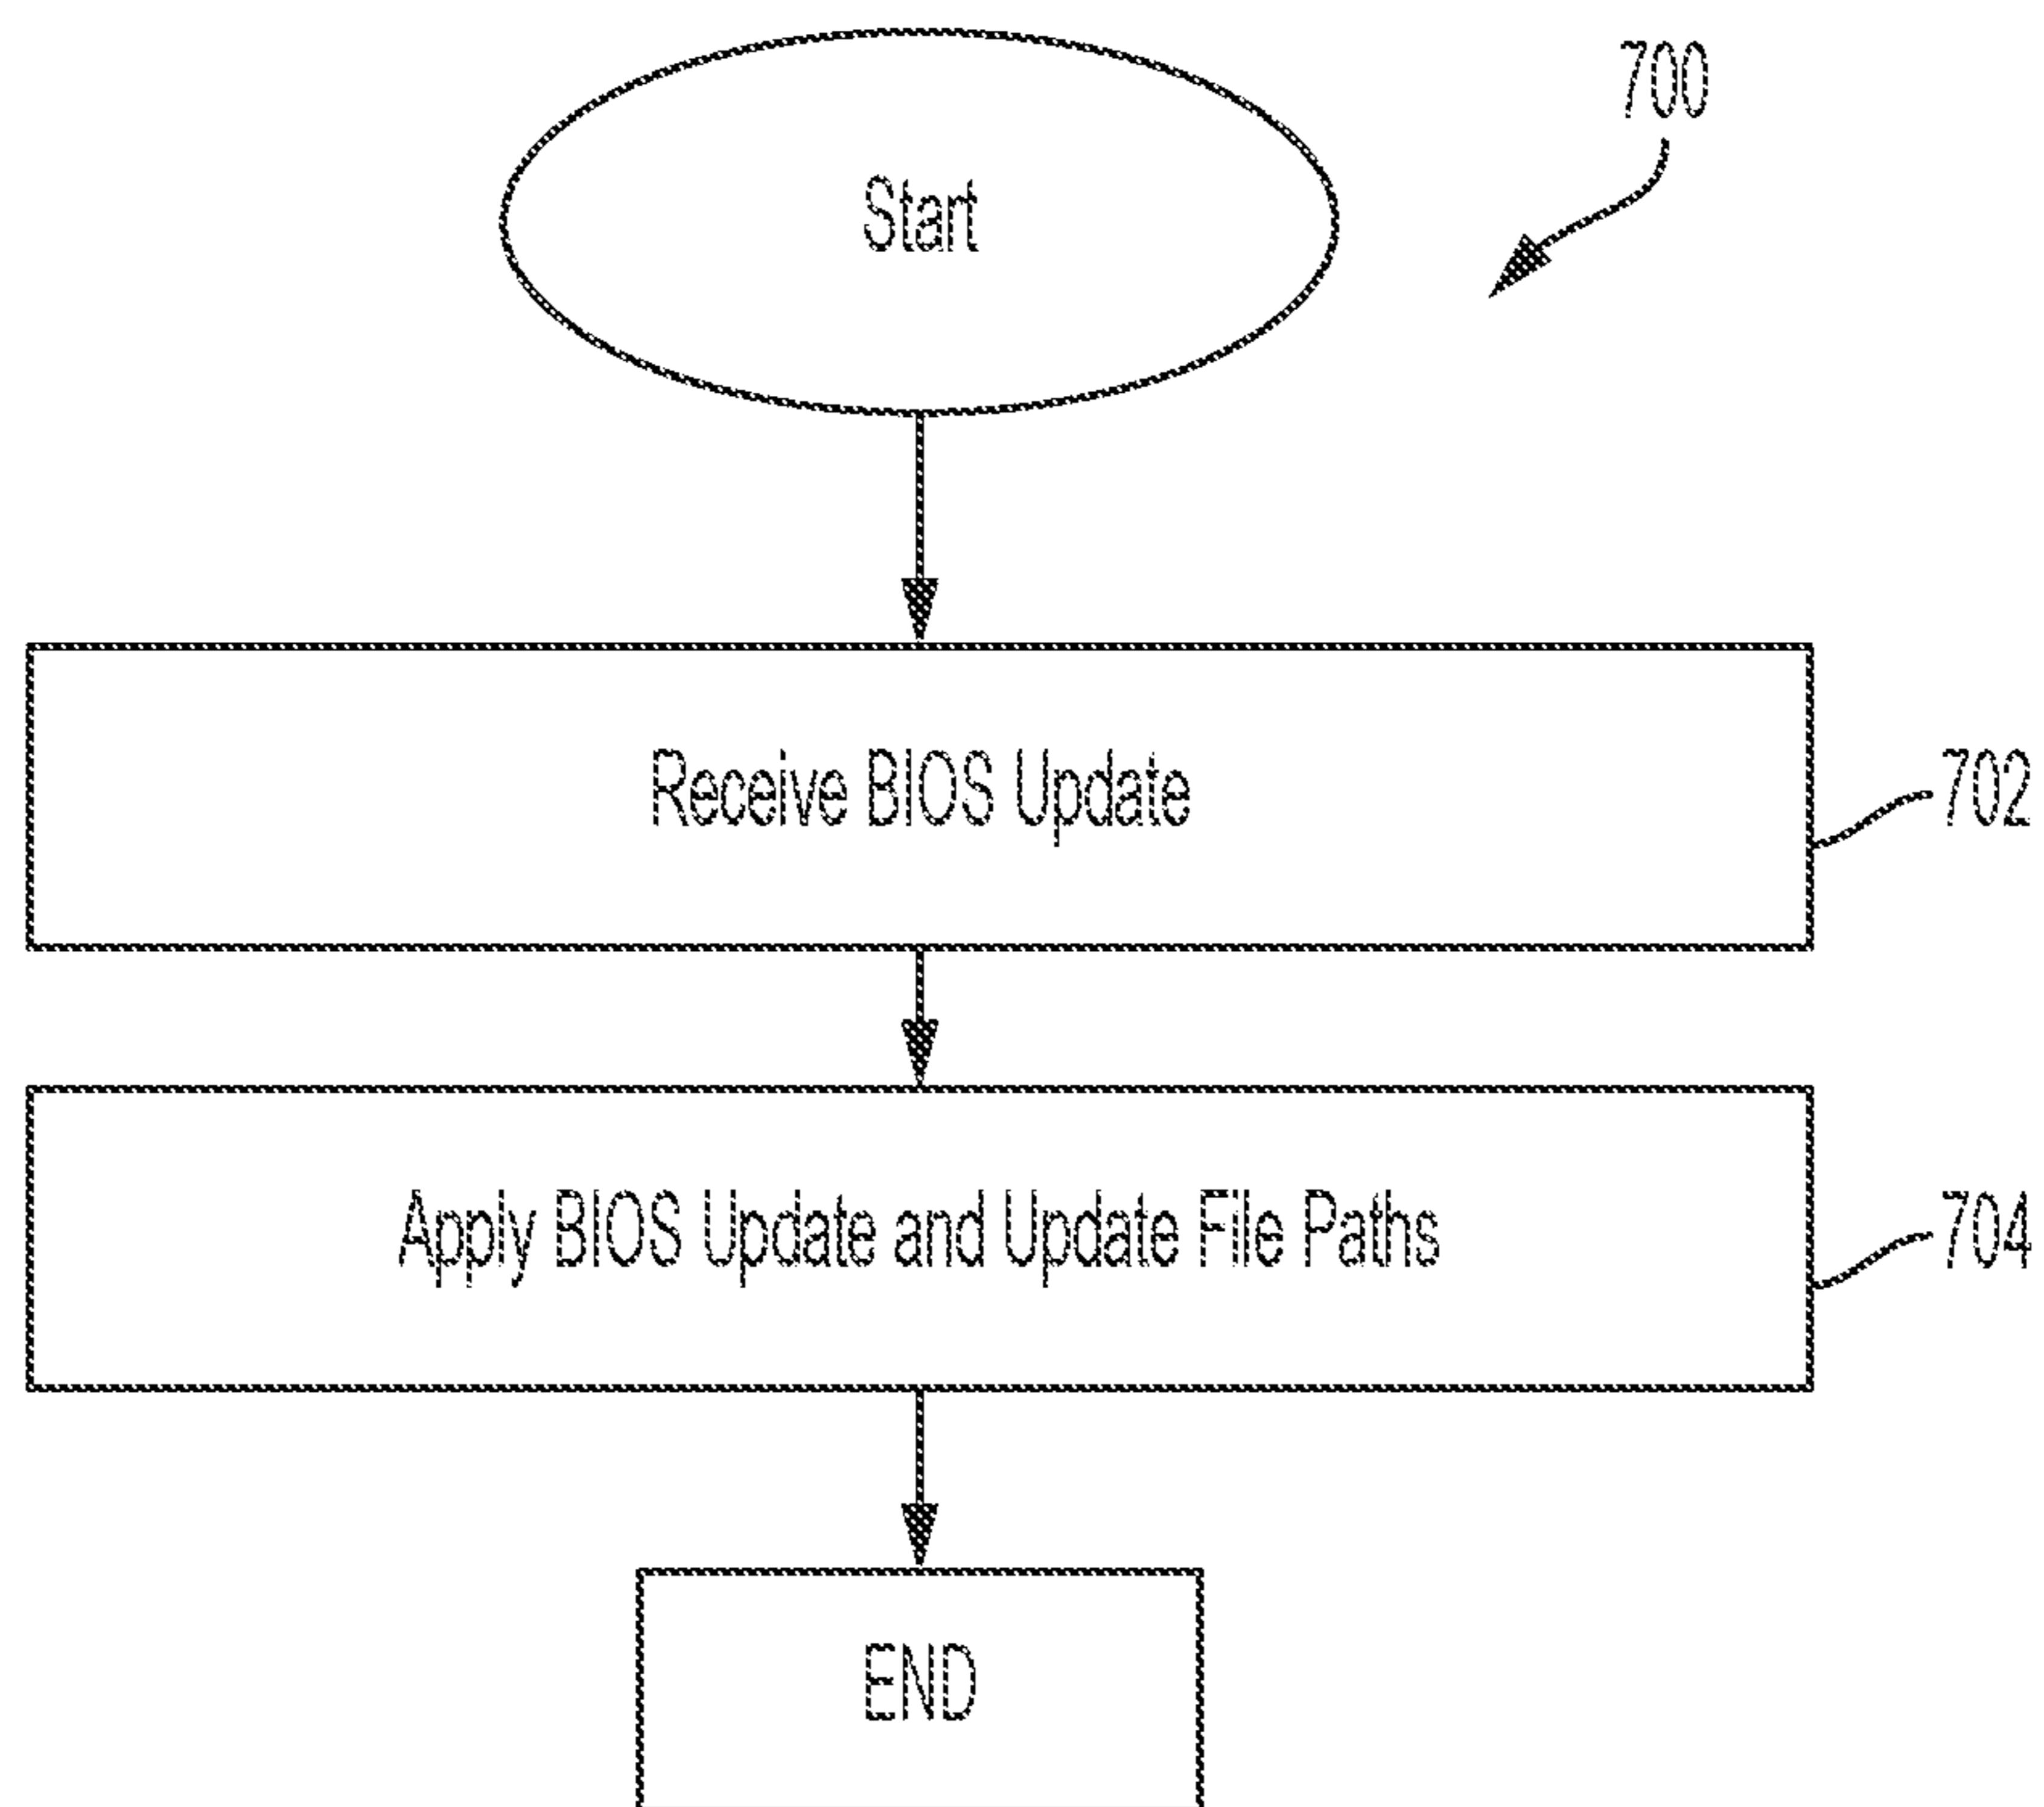 Start
700
Receive BIOS Update
702
Apply BIOS Update and Update File Paths
704
END